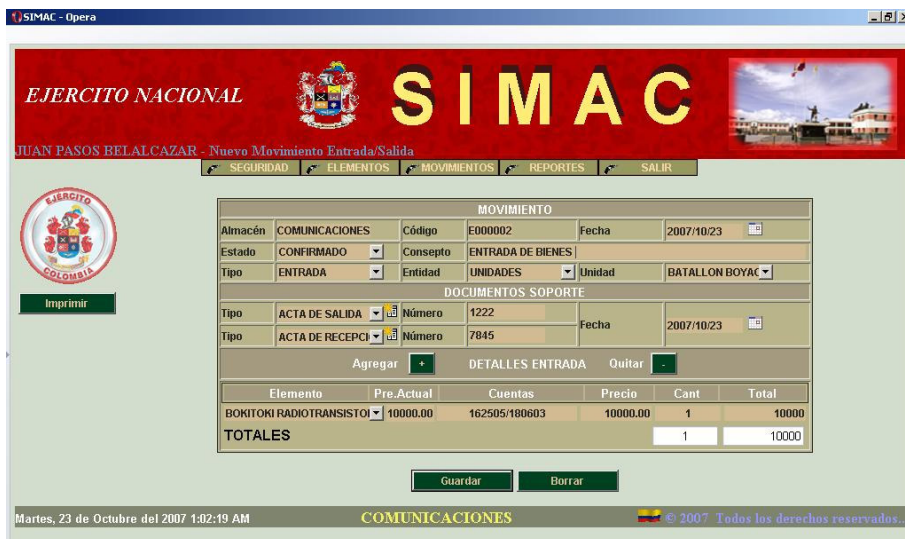 SIMAC - Opera
EJERCITO NACIONAL
SIMAC
JUAN PASOS BELALCAZAR - Nuevo Movimiento Entrada/Salida
SEGURIDAD ELEMENTOS MOVIMIENTOS REPORTES SALIR
EJERCITO
COLOMBIA
Imprimir
MOVIMIENTO
Almacén COMUNICACIONES Código E000002 Fecha 2007/10/23
Estado CONFIRMADO Consepto ENTRADA DE BIENES
Tipo ENTRADA Entidad UNIDADES Unidad BATALLON BOYAC
DOCUMENTOS SOPORTE
Tipo ACTA DE SALIDA Número 1222
Fecha 2007/10/23
Tipo ACTA DE RECEPCI Número 7845
Agregar + DETALLES ENTRADA Quitar -
Elemento Pre.Actual Cuentas Precio Cant Total
BOKITOKI RADIOTRANSISTO 10000.00 162505/180603 10000.00 1 10000
TOTALES 1 10000
Guardar Borrar
Martes, 23 de Octubre del 2007 1:02:19 AM COMUNICACIONES © 2007 Todos los derechos reservados..